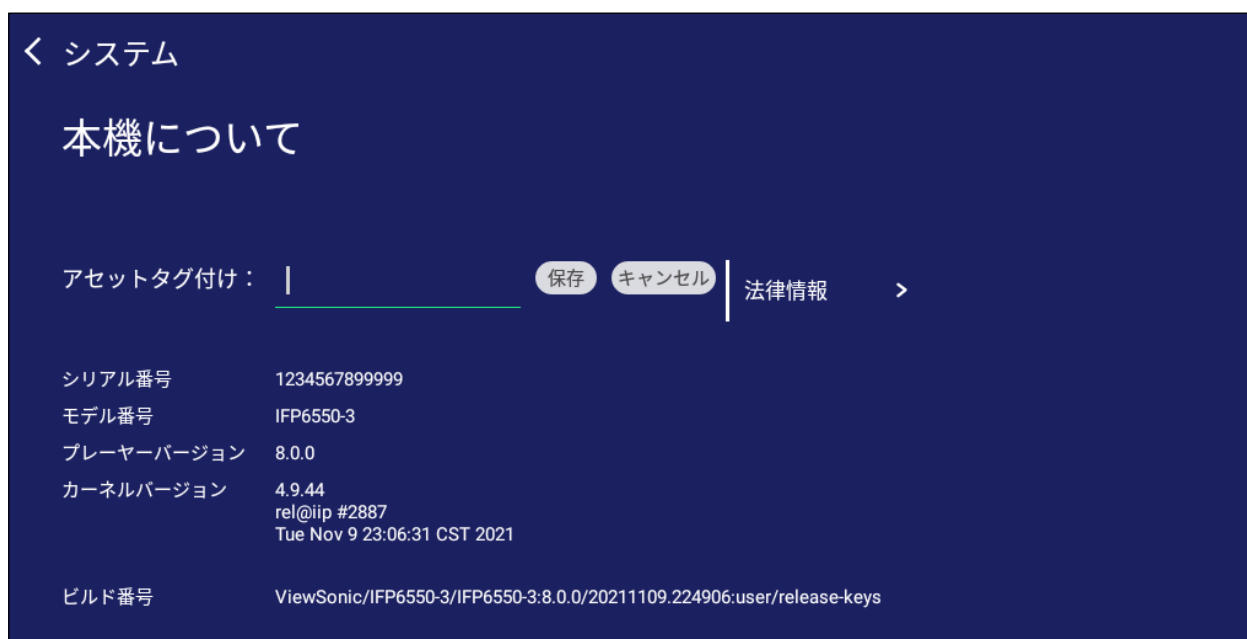 システム
本機について
アセットタグ付け： 保存 キャンセル 法律情報
シリアル番号 1234567899999
モデル番号 IFP6550-3
プレーヤーバージョン 8.0.0
カーネルバージョン 4.9.44
rel@iip #2887
Tue Nov 9 23:06:31 CST 2021
ビルド番号 ViewSonic/IFP6550-3/IFP6550-3:8.0.0/20211109.224906:user/release-keys